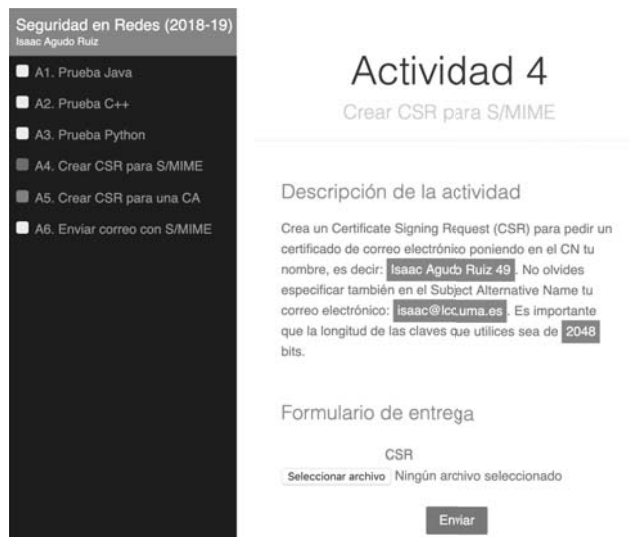 Seguridad en Redes (2018-19)
Isaac Agudo Ruiz
A1. Prueba Java
A2. Prueba C++
A3. Prueba Python
A4. Crear CSR para S/MIME
A5. Crear CSR para una CA
A6. Enviar correo con S/MIME
Actividad 4
Crear CSR para S/MIME
Descripción de la actividad
Crea un Certificate Signing Request (CSR) para pedir un
certificado de correo electrónico poniendo en el CN tu
nombre, es decir: Isaac Agudo Ruiz 49 . No olvides
especificar también en el Subject Alternative Name tu
correo electrónico: isaac@lcc.uma.es . Es importante
que la longitud de las claves que utilices sea de 2048
bits.
Formulario de entrega
CSR
Seleccionar archivo Ningún archivo seleccionado
Enviar